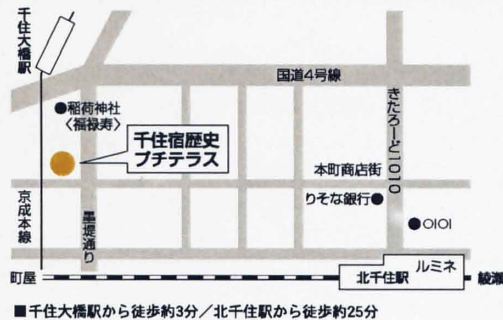 千住大橋駅
国道4号線
●稲荷神社
〈福禄寿〉
千住宿歴史
プチテラス
きたろーど1010
本町商店街
りそな銀行●
●OIOI
京成本線
墨堤通り
ルミネ
町屋
北千住駅
綾瀬
■千住大橋駅から徒歩約3分／北千住駅から徒歩約25分